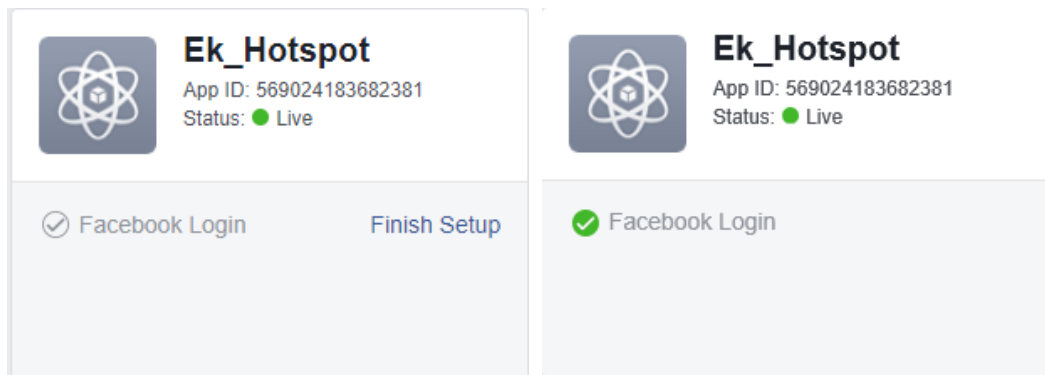 Ek_Hotspot
App ID: 569024183682381
Status: Live
Facebook Login Finish Setup
Ek_Hotspot
App ID: 569024183682381
Status: Live
Facebook Login